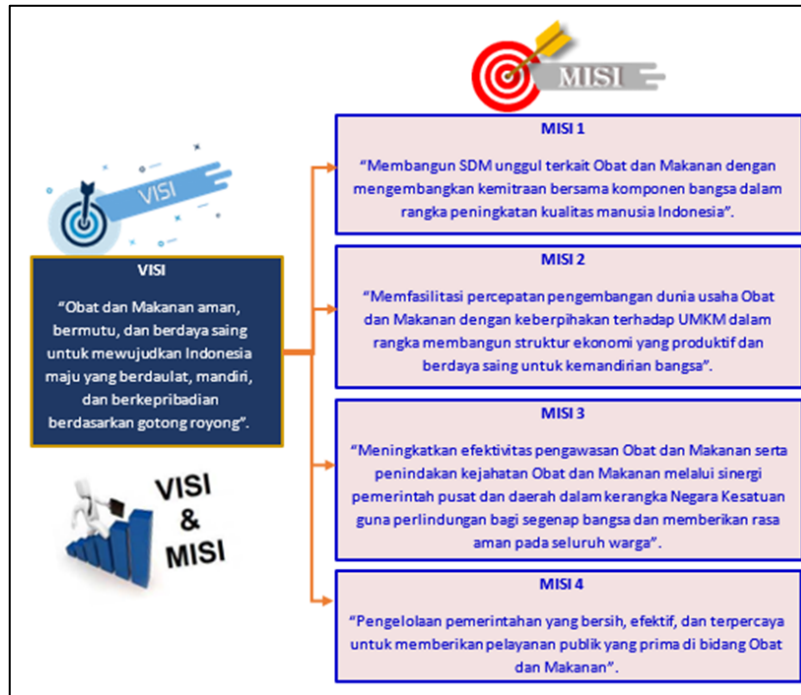 MISI
VISI
VISI
“Obat dan Makanan aman,
bermutu, dan berdaya saing
untuk mewujudkan Indonesia
maju yang berdaulat, mandiri,
dan berkepribadian
berdasarkan gotong royong”.
VISI
&
MISI
MISI 1
“Membangun SDM unggul terkait Obat dan Makanan dengan
mengembangkan kemitraan bersama komponen bangsa dalam
rangka peningkatan kualitas manusia Indonesia”.
MISI 2
“Memfasilitasi percepatan pengembangan dunia usaha Obat
dan Makanan dengan keberpihakan terhadap UMKM dalam
rangka membangun struktur ekonomi yang produktif dan
berdaya saing untuk kemandirian bangsa”.
MISI 3
“Meningkatkan efektivitas pengawasan Obat dan Makanan serta
penindakan kejahatan Obat dan Makanan melalui sinergi
pemerintah pusat dan daerah dalam kerangka Negara Kesatuan
guna perlindungan bagi segenap bangsa dan memberikan rasa
aman pada seluruh warga”.
MISI 4
“Pengelolaan pemerintahan yang bersih, efektif, dan terpercaya
untuk memberikan pelayanan publik yang prima di bidang Obat
dan Makanan”.